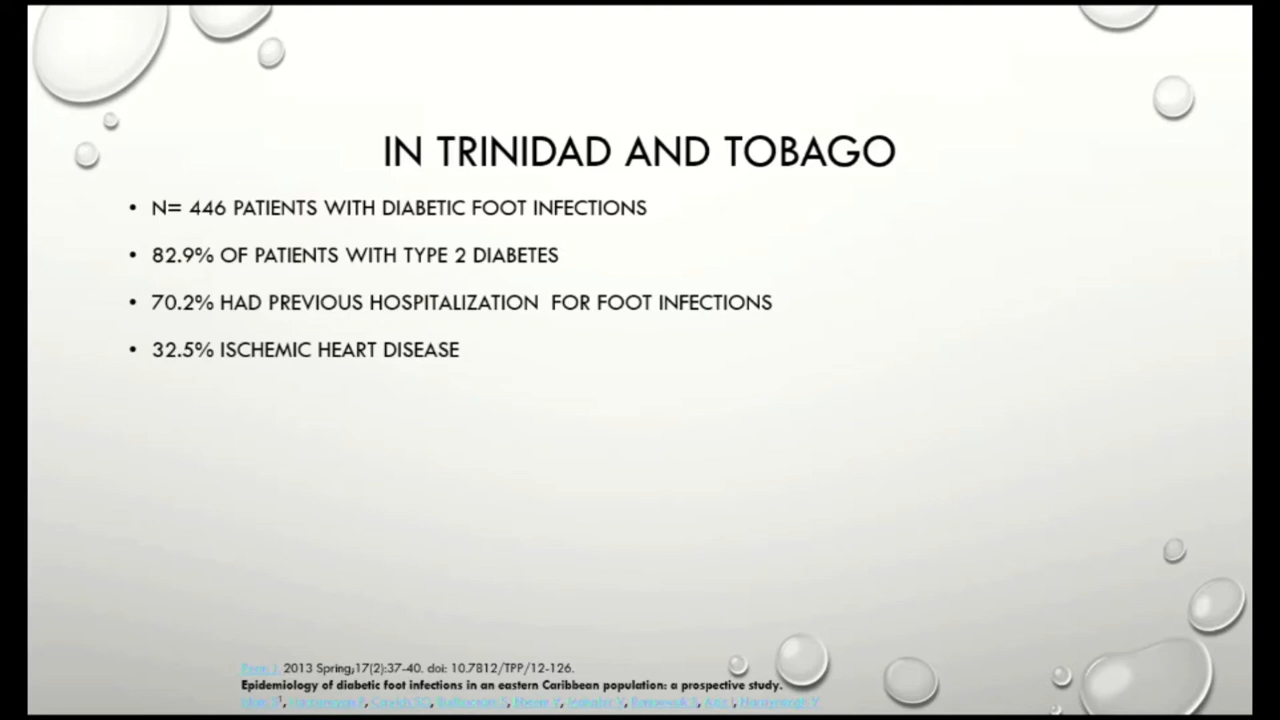 IN TRINIDAD AND TOBAGO
• N= 446 PATIENTS WITH DIABETIC FOOT INFECTIONS
• 82.9% OF PATIENTS WITH TYPE 2 DIABETES
• 70.2% HAD PREVIOUS HOSPITALIZATION FOR FOOT INFECTIONS
• 32.5% ISCHEMIC HEART DISEASE
2013 Spring;17(2):37-40. doi: 10.7812/TPP/12-126.
Epidemiology of diabetic foot infections in an eastern Caribbean population: a prospective study.